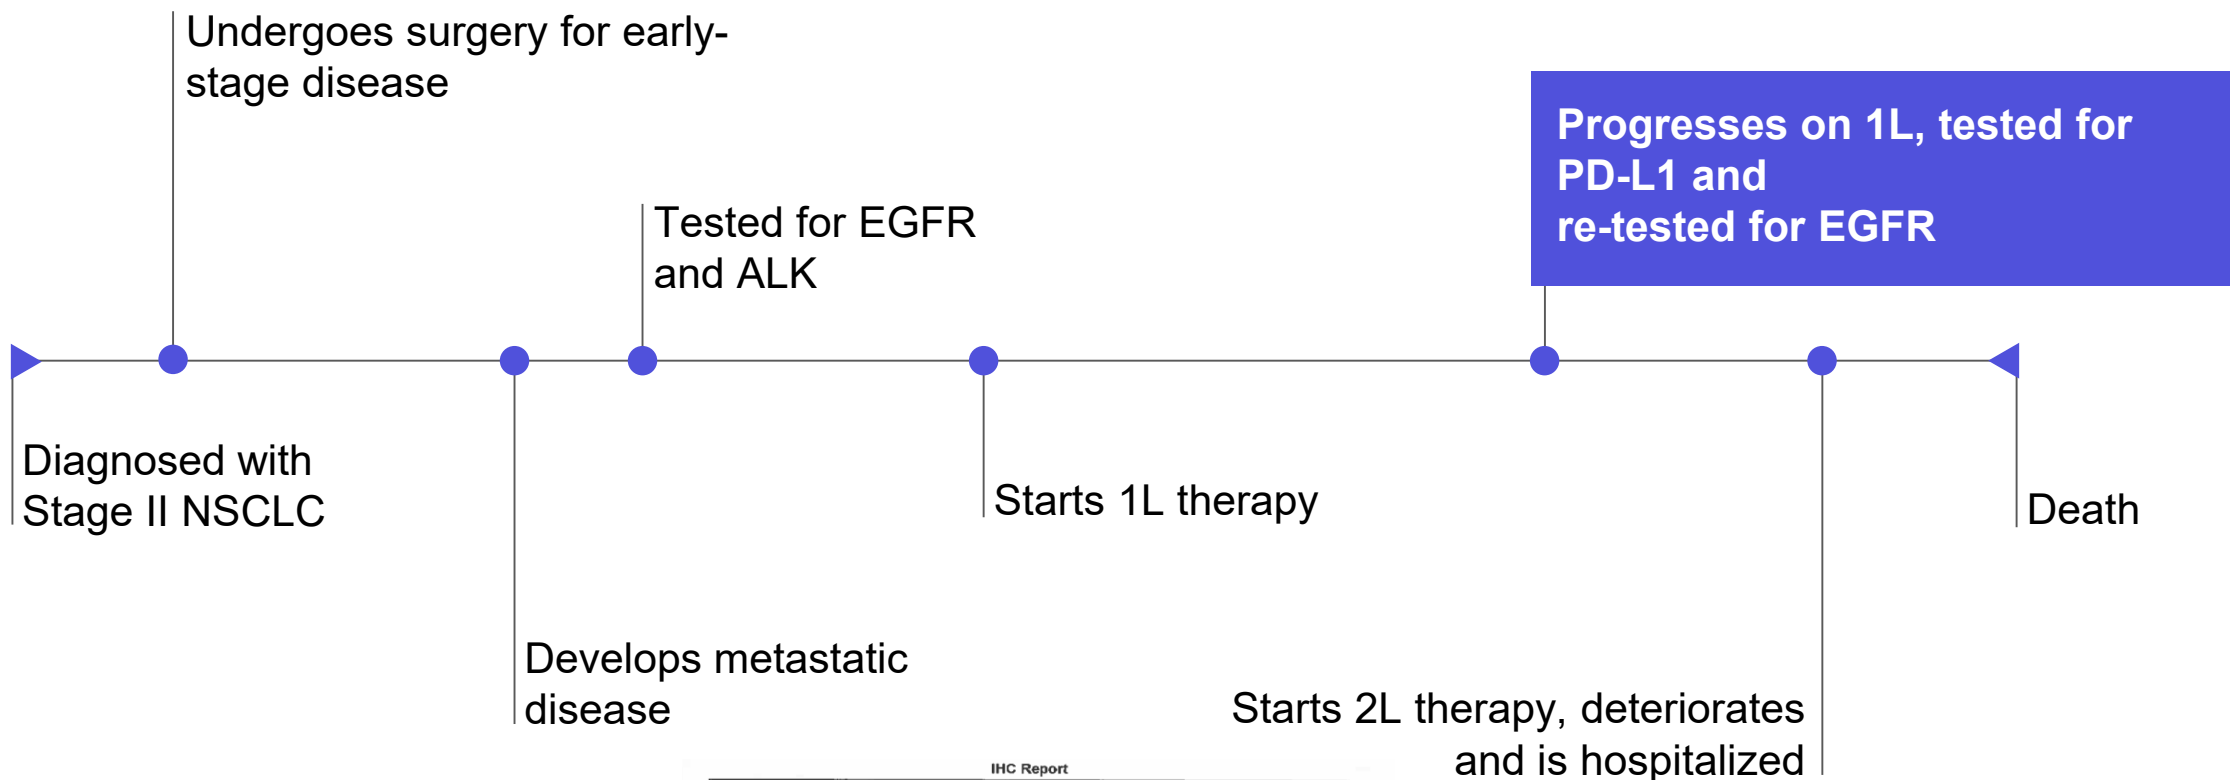 Undergoes surgery for early-
stage disease
Progresses on 1L, tested for
PD-L1 and
re-tested for EGFR
Tested for EGFR
and ALK
Diagnosed with
Stage II NSCLC
Starts 1L therapy
Death
Develops metastatic
disease
Starts 2L therapy, deteriorates
and is hospitalized
IHC Report